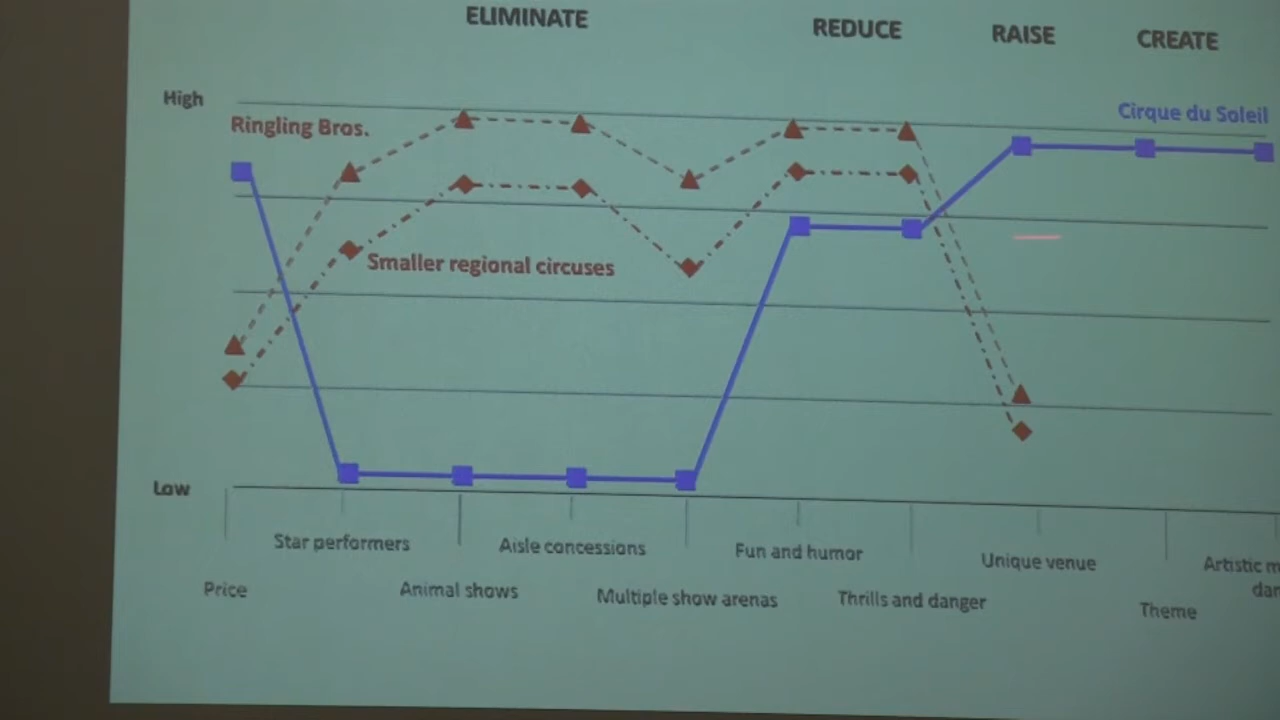 ELIMINATE REDUCE RAISE CREATE
High
Cirque du Soleil
Ringling Bros.
Smaller regional circuses
Low
Star performers Aisle concessions Fun and humor Unique venue Artistic
Price Animal shows Multiple show arenas Thrills and danger Theme